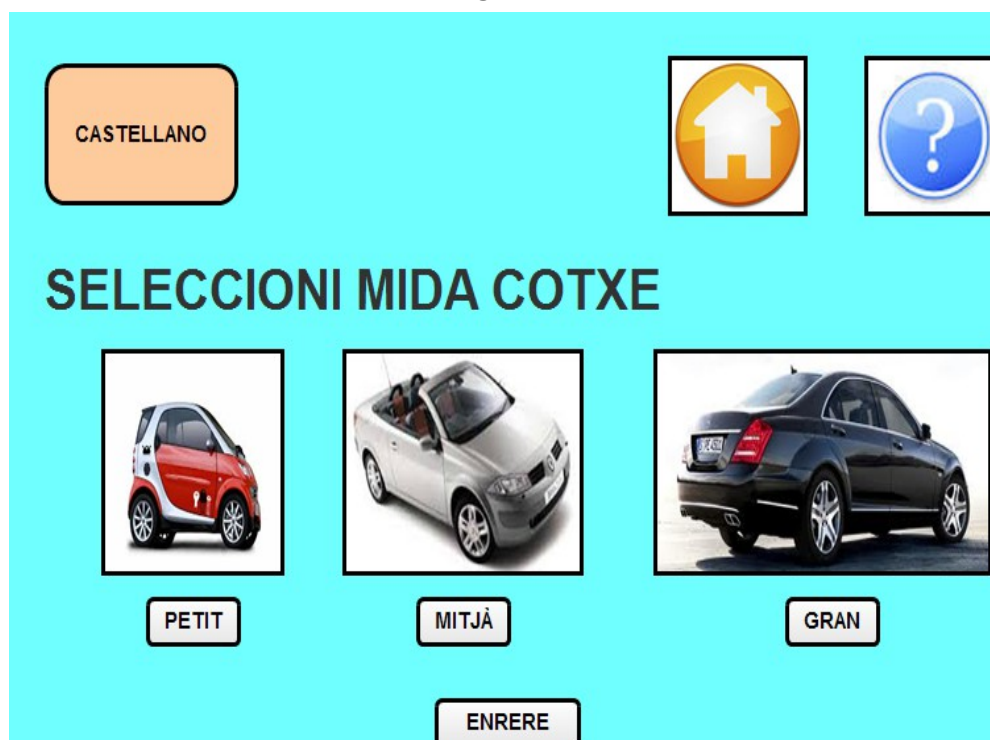 CASTELLANO
?
SELECCIONI MIDA COTXE
PETIT
MITJÀ
GRAN
ENRERE